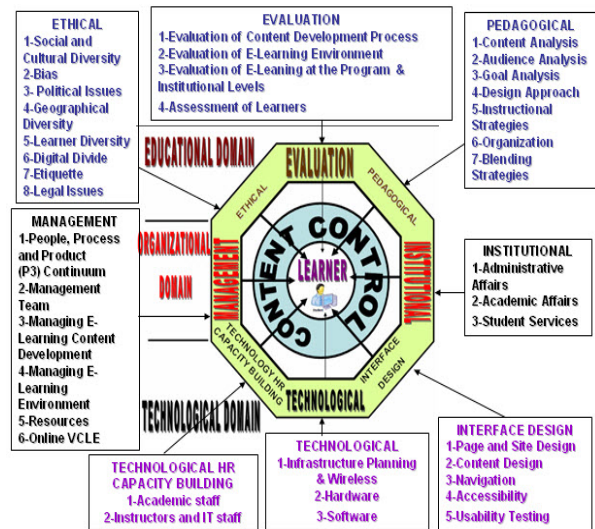 ETHICAL
1-Social and
Cultural Diversity
2-Bias
3- Political Issues
4-Geographical
Diversity
5-Learner Diversity
6-Digital Divide
7-Etiquette
8-Legal Issues
EVALUATION
1-Evaluation of Content Development Process
2-Evaluation of E-Learning Environment
3-Evaluation of E-Leaning at the Program &
Institutional Levels
4-Assessment of Learners
PEDAGOGICAL
1-Content Analysis
2-Audience Analysis
3-Goal Analysis
4-Design Approach
5-Instructional
Strategies
6-Organization
7-Blending
Strategies
EDUCATIONAL DOMAIN
EVALUATION
ETHICAL
PEDAGOGICAL
ORGANIZATIONAL
DOMAIN
MANAGEMENT
CONTENT CONTROL
LEARNER
INSTITUTIONAL
TECHNOLOGY HR
CAPACITY BUILDING
INTERFACE
DESIGN
TECHNOLOGICAL
TECHNOLOGICAL DOMAIN
MANAGEMENT
1-People, Process
and Product
(P3) Continuum
2-Management
Team
3-Managing E-
Learning Content
Development
4-Managing E-
Learning
Environment
5-Resources
6-Online VCLE
INSTITUTIONAL
1-Administrative
Affairs
2-Academic Affairs
3-Student Services
TECHNOLOGICAL HR
CAPACITY BUILDING
1-Academic staff
2-Instructors and IT staff
TECHNOLOGICAL
1-Infrastructure Planning
& Wireless
2-Hardware
3-Software
INTERFACE DESIGN
1-Page and Site Design
2-Content Design
3-Navigation
4-Accessibility
5-Usability Testing